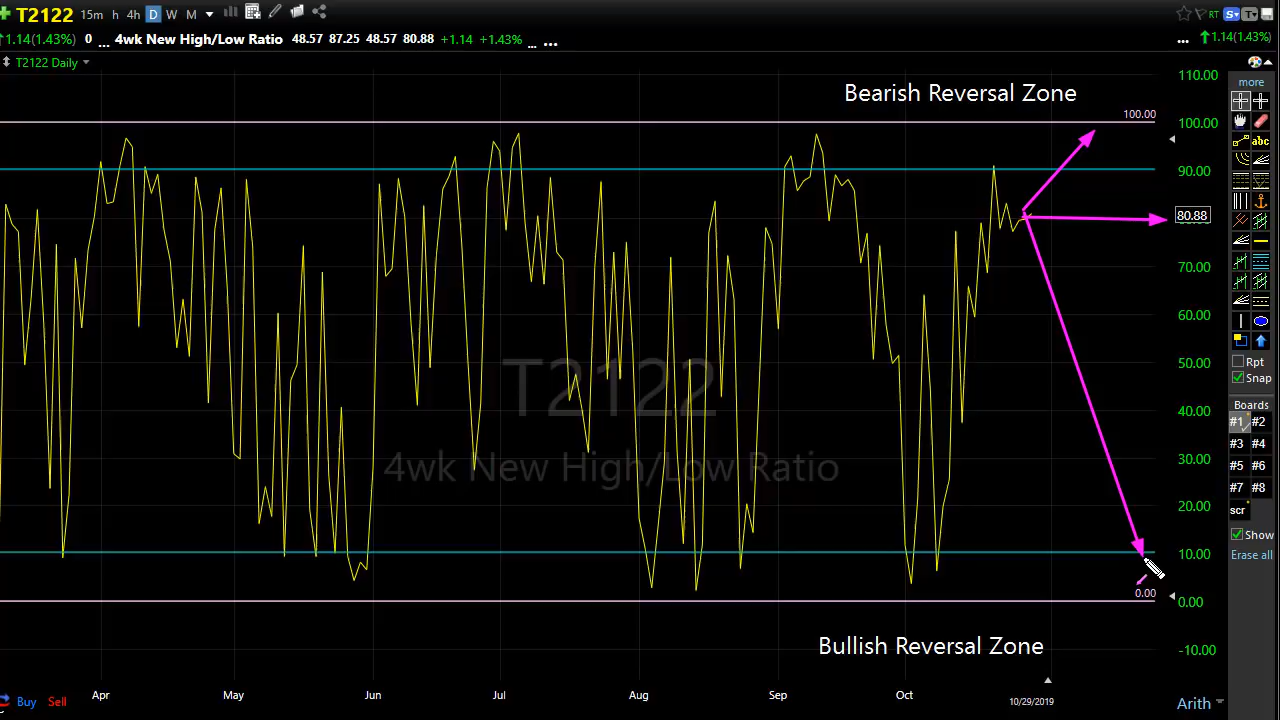 T2122 15m h 4h D W M RT S T
1.14(1.43%) 0 ... 4wk New High/Low Ratio 48.57 87.25 48.57 80.88 +1.14 +1.43% ... ... ... 1.14(1.43%)
T2122 Daily
110.00
more
Bearish Reversal Zone
100.00
100.00
abc
90.00
80.88
70.00
60.00
50.00
Rpt
Snap
T2122
Boards
40.00
#1 #2
#3 #4
4wk New High/Low Ratio
30.00
#5 #6
#7 #8
20.00
scr
Show
10.00
Erase all
0.00
0.00
Bullish Reversal Zone
-10.00
Apr May Jun Jul Aug Sep Oct
Buy Sell
10/29/2019
Arith